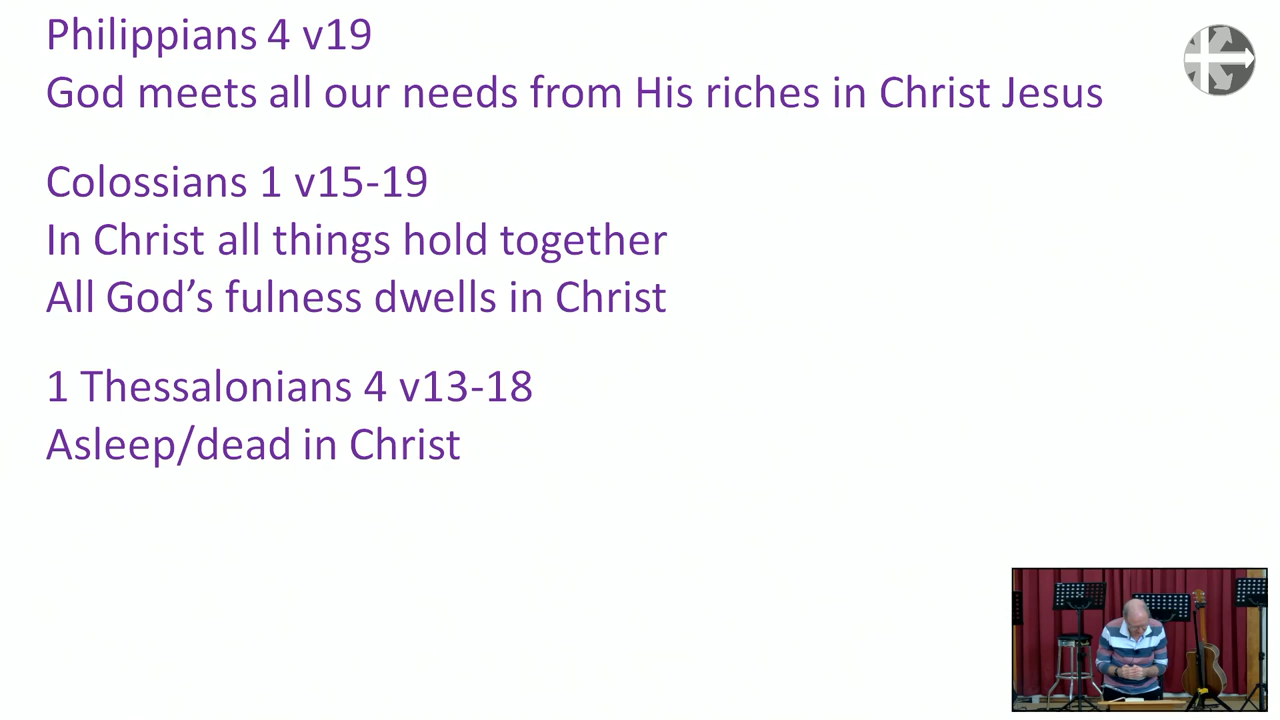 Philippians 4 v19
God meets all our needs from His riches in Christ Jesus
Colossians 1 v15-19
In Christ all things hold together
All God’s fulness dwells in Christ
1 Thessalonians 4 v13-18
Asleep/dead in Christ